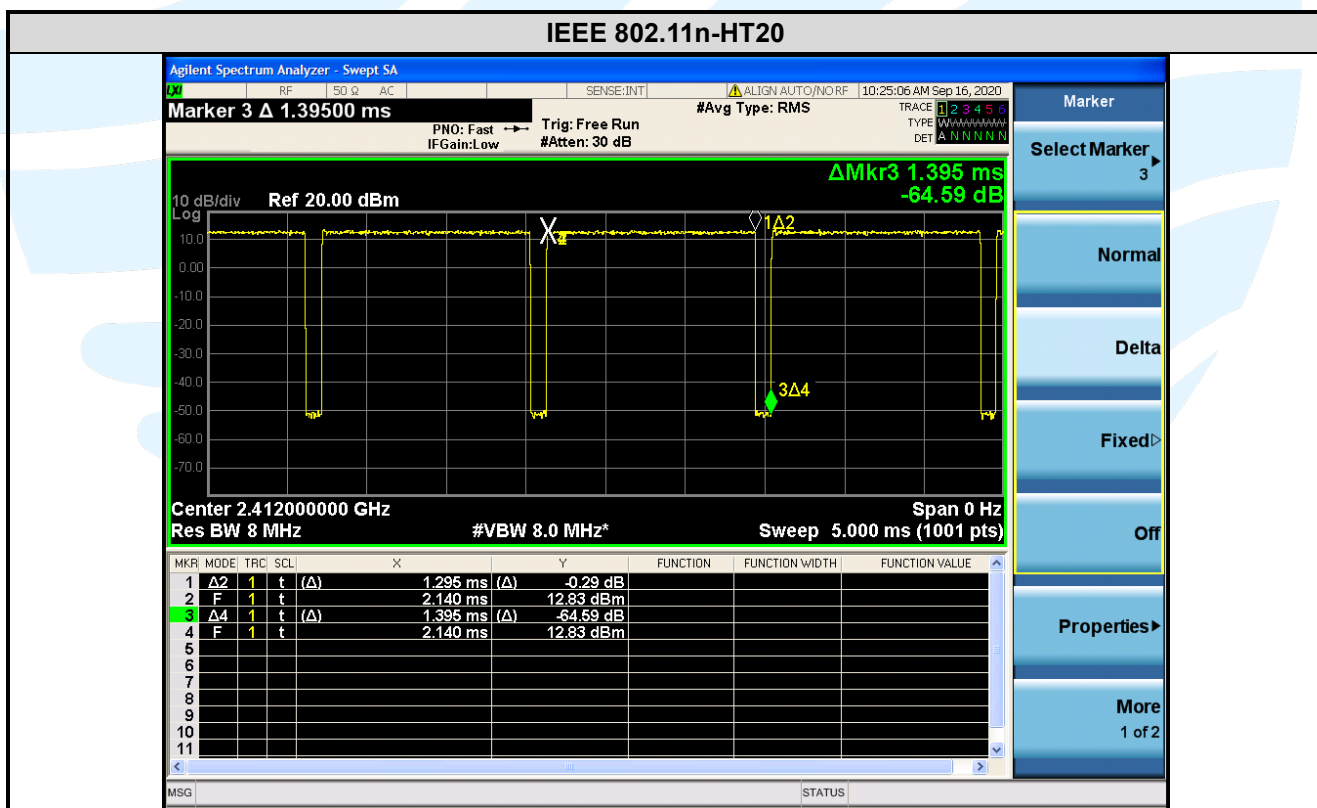 IEEE 802.11n-HT20
Agilent Spectrum Analyzer - Swept SA
LXI RF 50 Ω AC SENSE:INT ALIGN AUTO/NO RF 10:25:06 AM Sep 16, 2020
Marker 3 Δ 1.39500 ms
PNO: Fast
IFGain:Low
Trig: Free Run
#Atten: 30 dB
#Avg Type: RMS
TRACE 1 2 3 4 5 6
TYPE WWWWWW
DET A N N N N N
ΔMkr3 1.395 ms
-64.59 dB
10 dB/div Ref 20.00 dBm
Log
10.0
0.00
-10.0
-20.0
-30.0
-40.0
-50.0
-60.0
-70.0
1Δ2
3Δ4
Center 2.412000000 GHz Span 0 Hz
Res BW 8 MHz #VBW 8.0 MHz* Sweep 5.000 ms (1001 pts)
MKR MODE TRC SCL X Y FUNCTION FUNCTION WIDTH FUNCTION VALUE
1 Δ2 1 t (Δ) 1.295 ms (Δ) -0.29 dB
2 F 1 t 2.140 ms 12.83 dBm
3 Δ4 1 t (Δ) 1.395 ms (Δ) -64.59 dB
4 F 1 t 2.140 ms 12.83 dBm
5
6
7
8
9
10
11
MSG STATUS
Marker
Select Marker
3
Normal
Delta
Fixed
Off
Properties
More
1 of 2